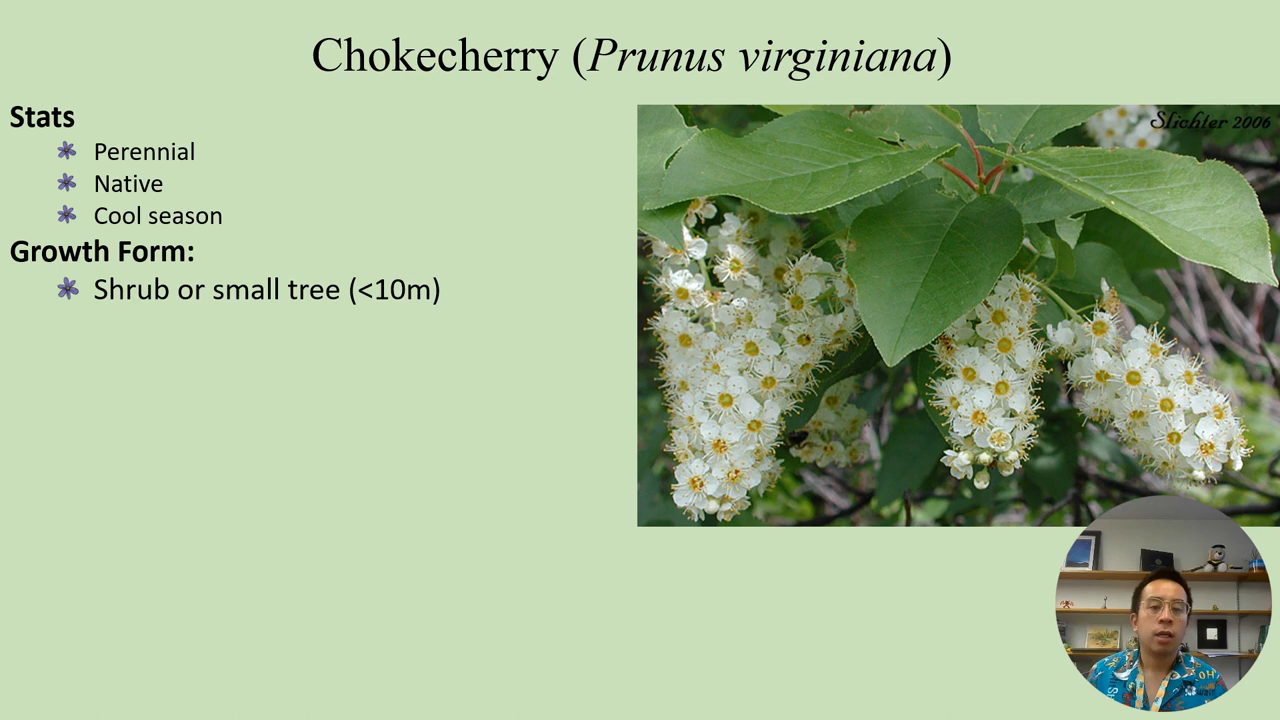 Chokecherry (Prunus virginiana)
Stats
Perennial
Native
Cool season
Growth Form:
Shrub or small tree (<10m)
Slichter 2006